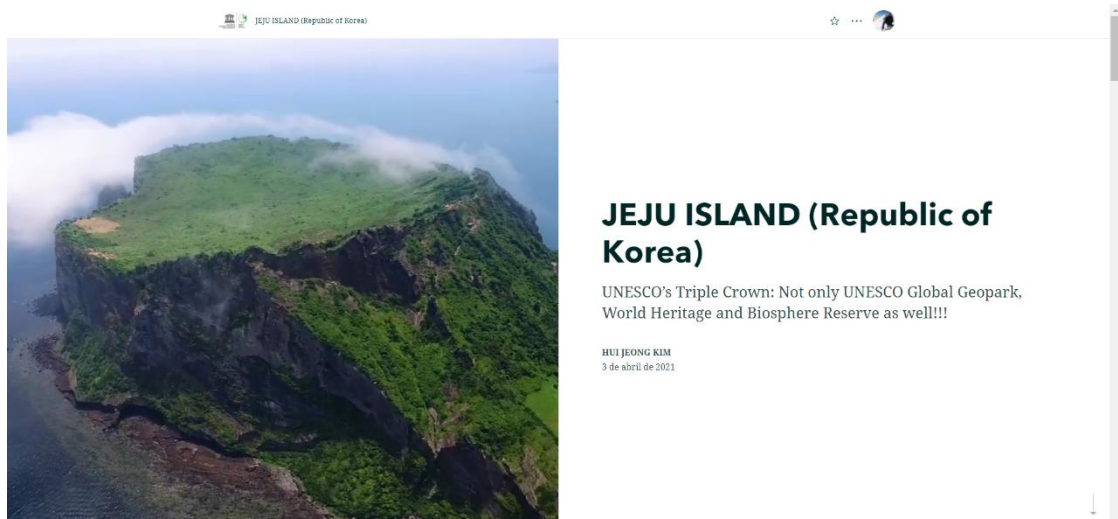 JEJU ISLAND (Republic of Korea)
JEJU ISLAND (Republic of
Korea)
UNESCO’s Triple Crown: Not only UNESCO Global Geopark,
World Heritage and Biosphere Reserve as well!!!
HUI JEONG KIM
3 de abril de 2021